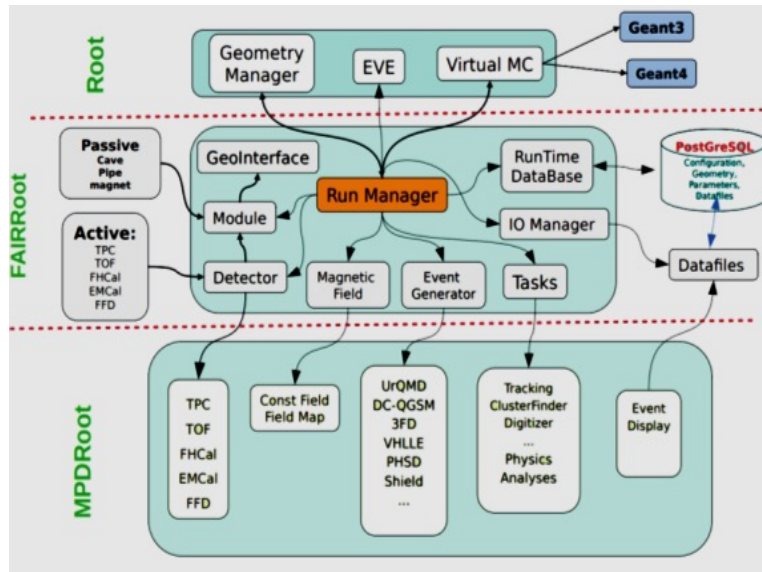 Root
Geometry
Manager
EVE
Virtual MC
Geant3
Geant4
FAIRRoot
Passive
Cave
Pipe
magnet
Active:
TPC
TOF
FHCal
EMCal
FFD
GeoInterface
Module
Detector
Run Manager
Magnetic
Field
Event
Generator
Tasks
RunTime
DataBase
IO Manager
PostGreSQL
Configuration,
Geometry,
Parameters,
Datafiles
Datafiles
MPDRoot
TPC
TOF
FHCal
EMCal
FFD
Const Field
Field Map
UrQMD
DC-QGSM
3FD
VHLLE
PHSD
Shield
...
Tracking
ClusterFinder
Digitizer
...
Physics
Analyses
Event
Display